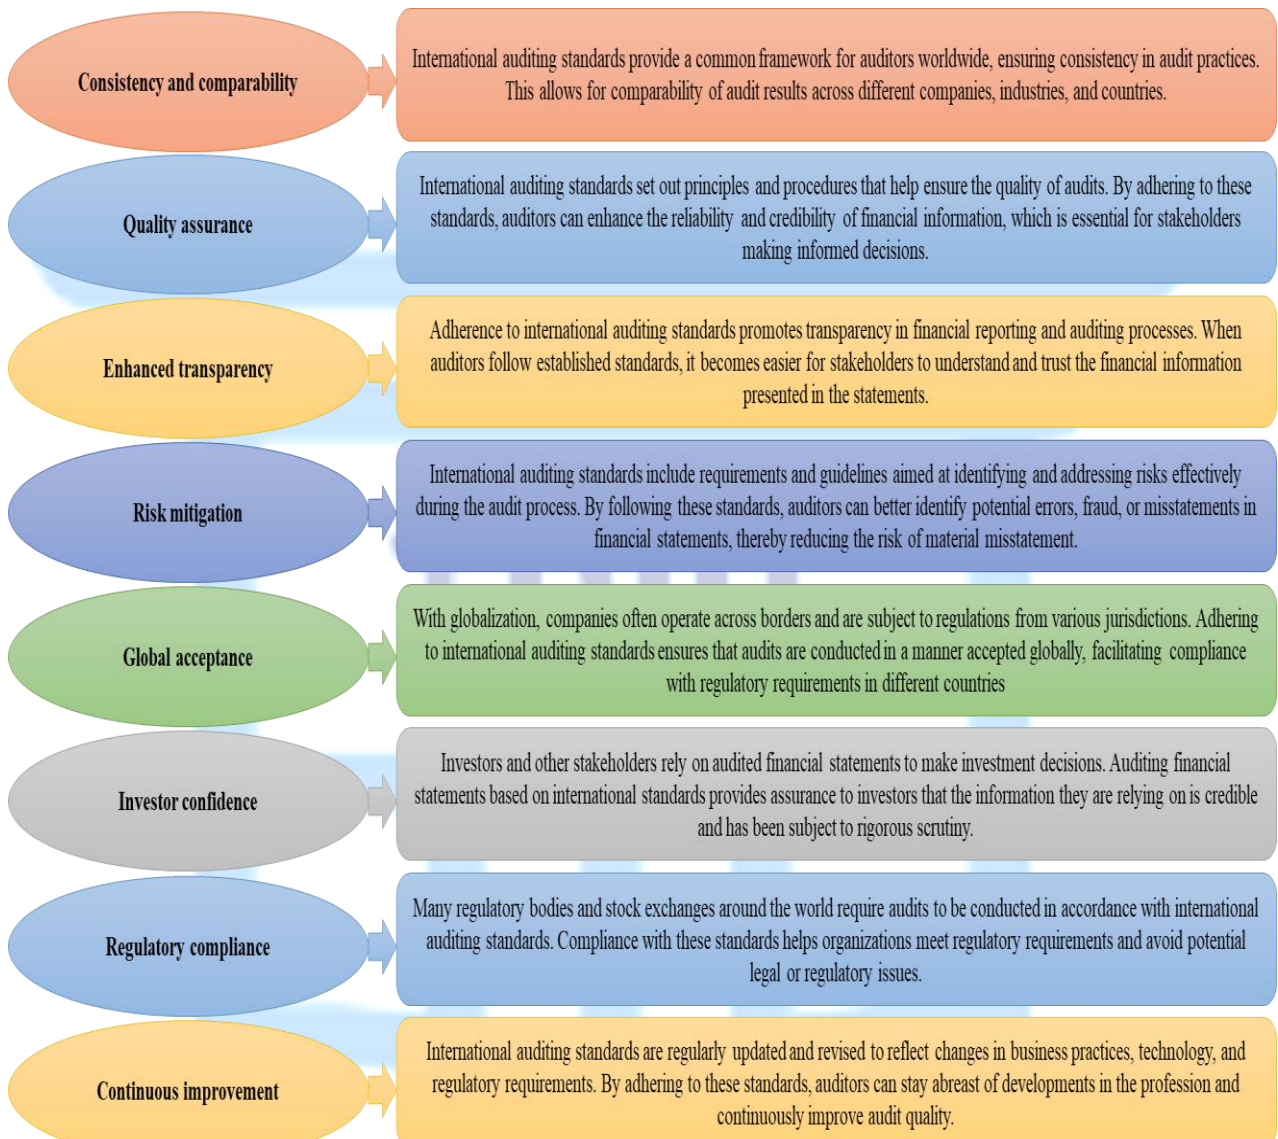 Consistency and comparability
International auditing standards provide a common framework for auditors worldwide, ensuring consistency in audit practices.
This allows for comparability of audit results across different companies, industries, and countries.
Quality assurance
International auditing standards set out principles and procedures that help ensure the quality of audits. By adhering to these
standards, auditors can enhance the reliability and credibility of financial information, which is essential for stakeholders
making informed decisions.
Enhanced transparency
Adherence to international auditing standards promotes transparency in financial reporting and auditing processes. When
auditors follow established standards, it becomes easier for stakeholders to understand and trust the financial information
presented in the statements.
Risk mitigation
International auditing standards include requirements and guidelines aimed at identifying and addressing risks effectively
during the audit process. By following these standards, auditors can better identify potential errors, fraud, or misstatements in
financial statements, thereby reducing the risk of material misstatement.
Global acceptance
With globalization, companies often operate across borders and are subject to regulations from various jurisdictions. Adhering
to international auditing standards ensures that audits are conducted in a manner accepted globally, facilitating compliance
with regulatory requirements in different countries
Investor confidence
Investors and other stakeholders rely on audited financial statements to make investment decisions. Auditing financial
statements based on international standards provides assurance to investors that the information they are relying on is credible
and has been subject to rigorous scrutiny.
Regulatory compliance
Many regulatory bodies and stock exchanges around the world require audits to be conducted in accordance with international
auditing standards. Compliance with these standards helps organizations meet regulatory requirements and avoid potential
legal or regulatory issues.
Continuous improvement
International auditing standards are regularly updated and revised to reflect changes in business practices, technology, and
regulatory requirements. By adhering to these standards, auditors can stay abreast of developments in the profession and
continuously improve audit quality.